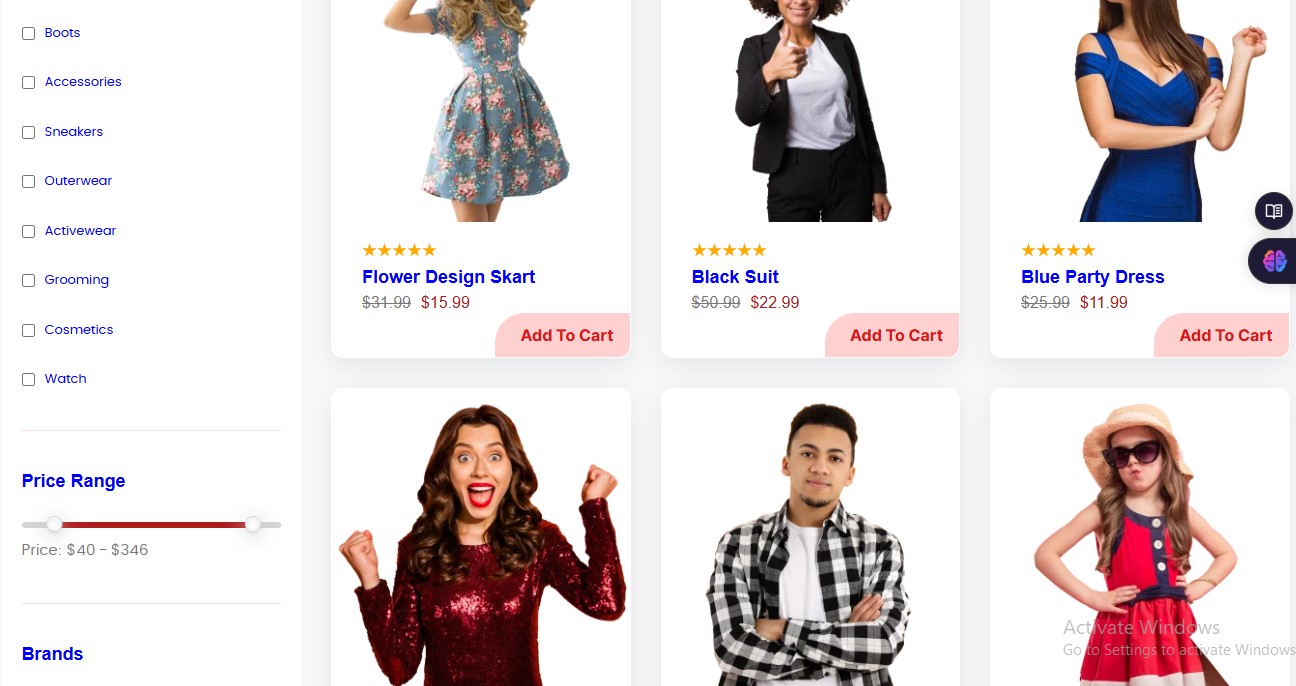 Boots
Accessories
Sneakers
Outerwear
Activewear
Grooming
Cosmetics
Watch
Price Range
Price: $40 - $346
Brands
★★★★★
Flower Design Skart
$31.99 $15.99
Add To Cart
★★★★★
Black Suit
$50.99 $22.99
Add To Cart
★★★★★
Blue Party Dress
$25.99 $11.99
Add To Cart
Activate Windows
Go to Settings to activate Windows